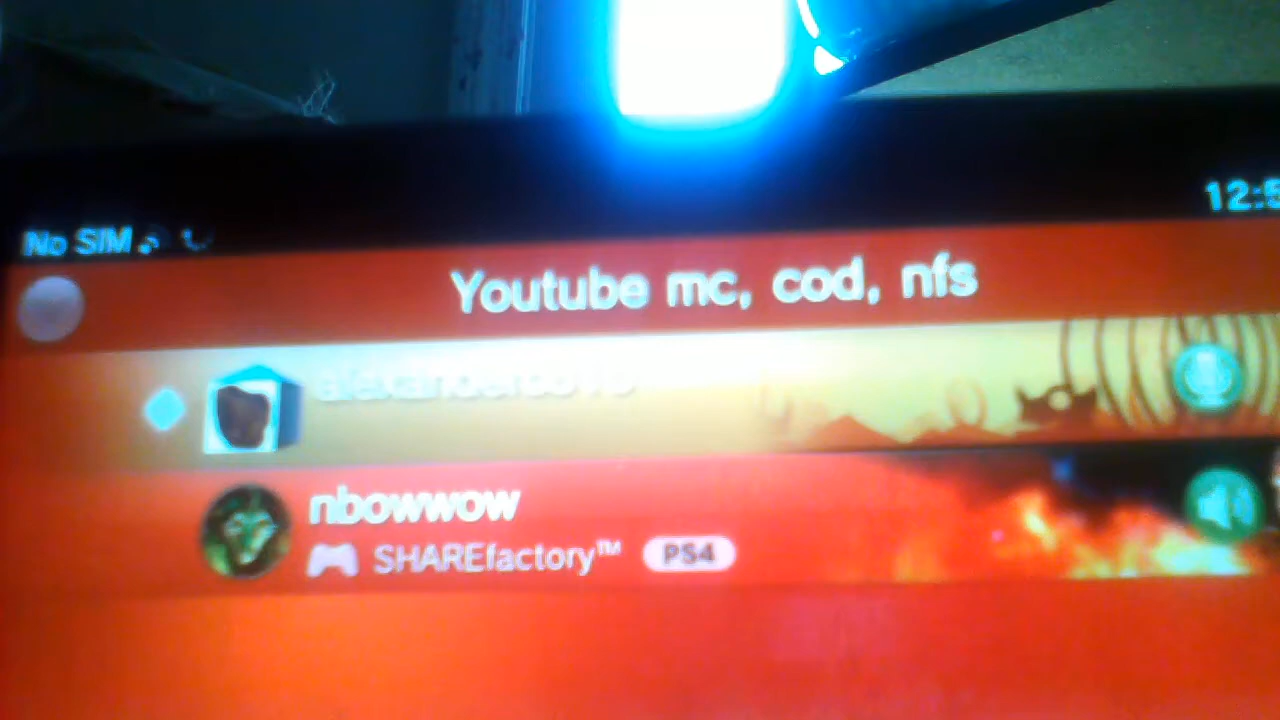 No SIM
12:5
Youtube mc, cod, nfs
nbowwow
SHAREfactory™ PS4